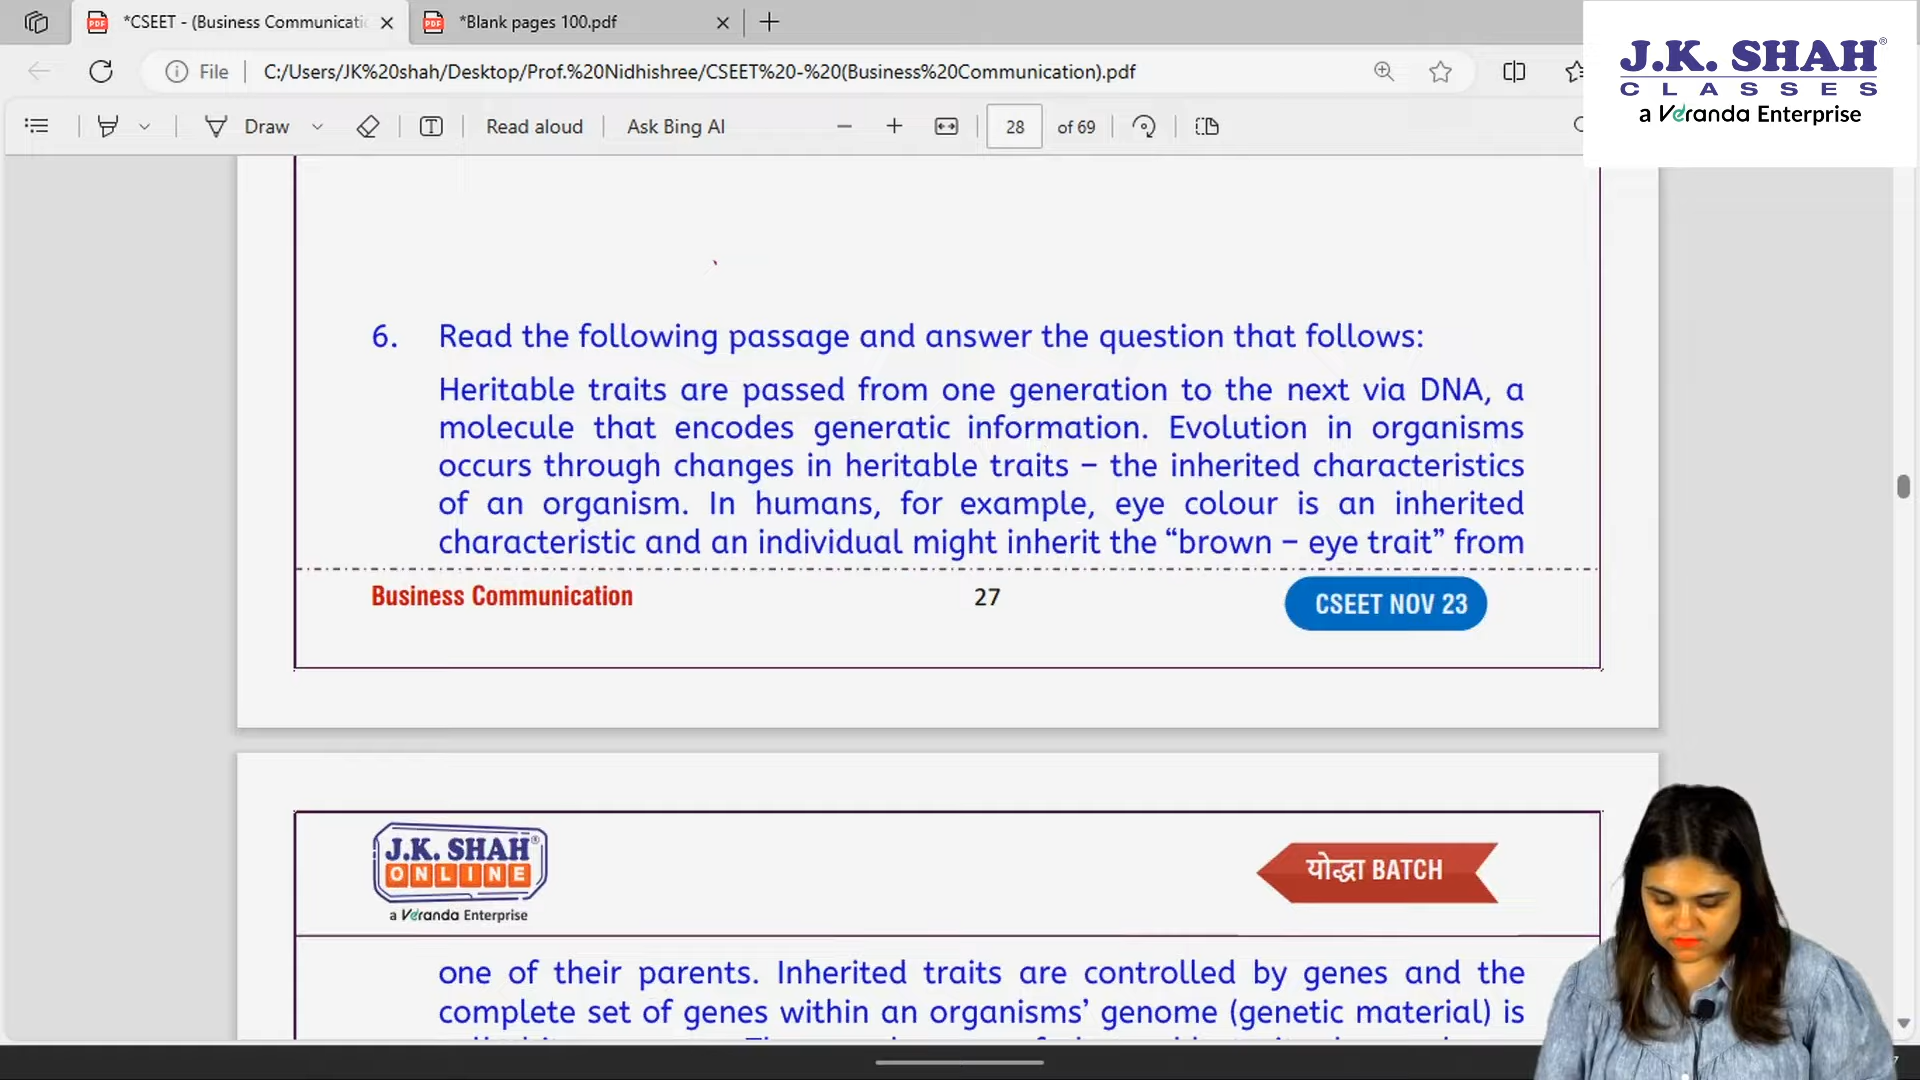 *CSEET - (Business Communicati
*Blank pages 100.pdf
File
C:/Users/JK%20shah/Desktop/Prof.%20Nidhishree/CSEET%20-%20(Business%20Communication).pdf
J.K. SHAH®
CLASSES
a Veranda Enterprise
Draw
Read aloud
Ask Bing AI
28
of 69
6. Read the following passage and answer the question that follows:
Heritable traits are passed from one generation to the next via DNA, a
molecule that encodes generatic information. Evolution in organisms
occurs through changes in heritable traits – the inherited characteristics
of an organism. In humans, for example, eye colour is an inherited
characteristic and an individual might inherit the “brown – eye trait” from
Business Communication
27
CSEET NOV 23
J.K. SHAH®
ONLINE
a Veranda Enterprise
योद्धा BATCH
one of their parents. Inherited traits are controlled by genes and the
complete set of genes within an organisms’ genome (genetic material) is